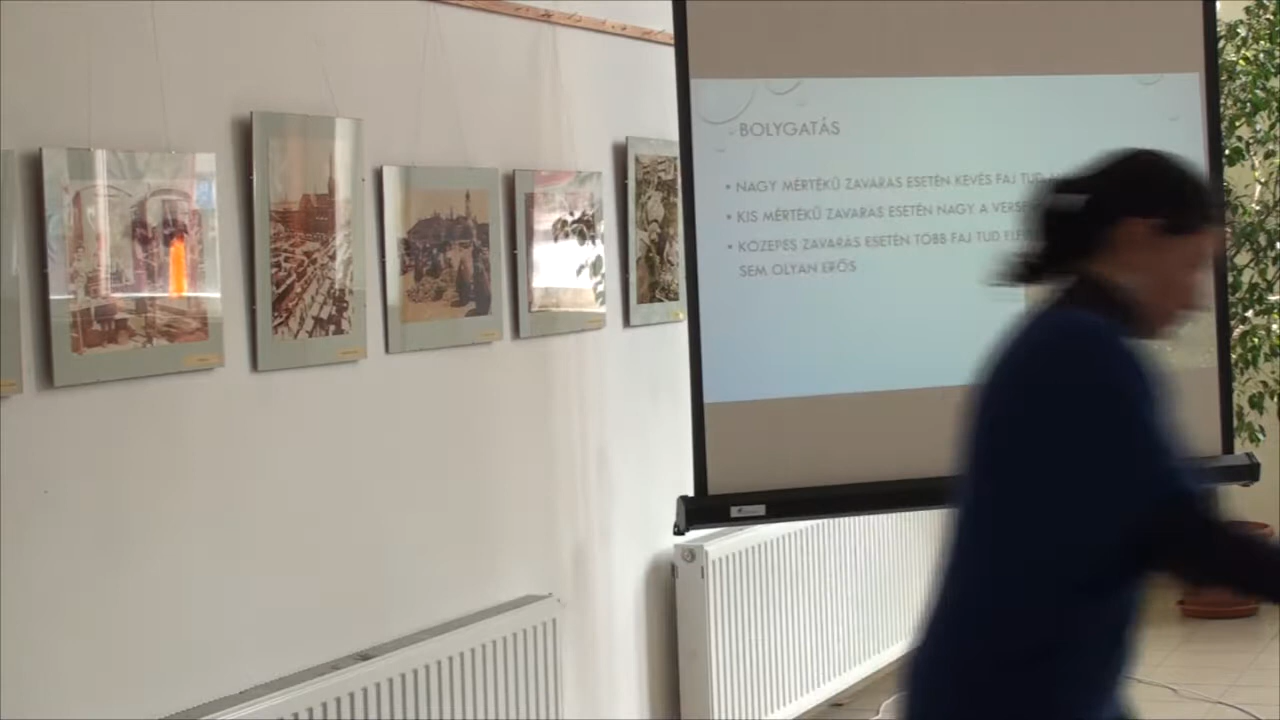 BOLYGATÁS
• NAGY MÉRTÉKŰ ZAVARÁS ESETÉN KEVÉS FAJ TUD
• KIS MÉRTÉKŰ ZAVARÁS ESETÉN NAGY A
• KÖZEPES ZAVARÁS ESETÉN TÖBB FAJ TUD
SEM OLYAN ERŐS